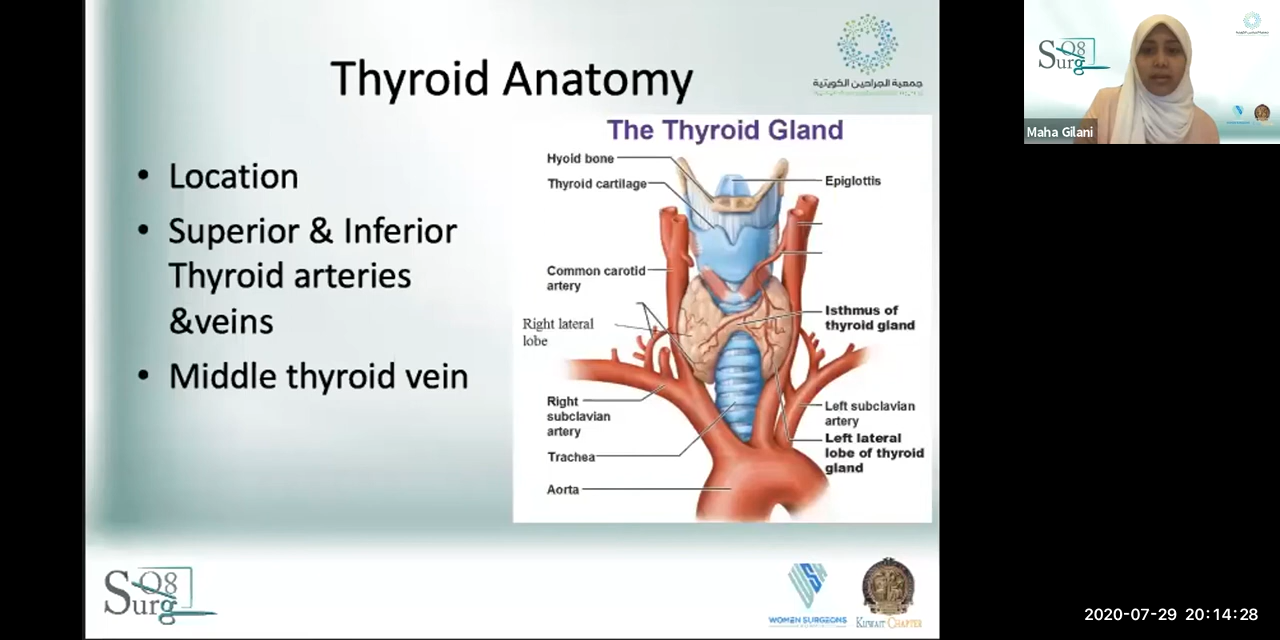 Thyroid Anatomy
جمعية الجراحين الكويتية
• Location
• Superior & Inferior
Thyroid arteries
&veins
• Middle thyroid vein
The Thyroid Gland
Hyoid bone
Thyroid cartilage
Epiglottis
Common carotid
artery
Right lateral
lobe
Isthmus of
thyroid gland
Right
subclavian
artery
Left subclavian
artery
Left lateral
lobe of thyroid
gland
Trachea
Aorta
SurgQ8
WOMEN SURGEONS
KUWAIT CHAPTER
SurgQ8
Maha Gilani
2020-07-29 20:14:28